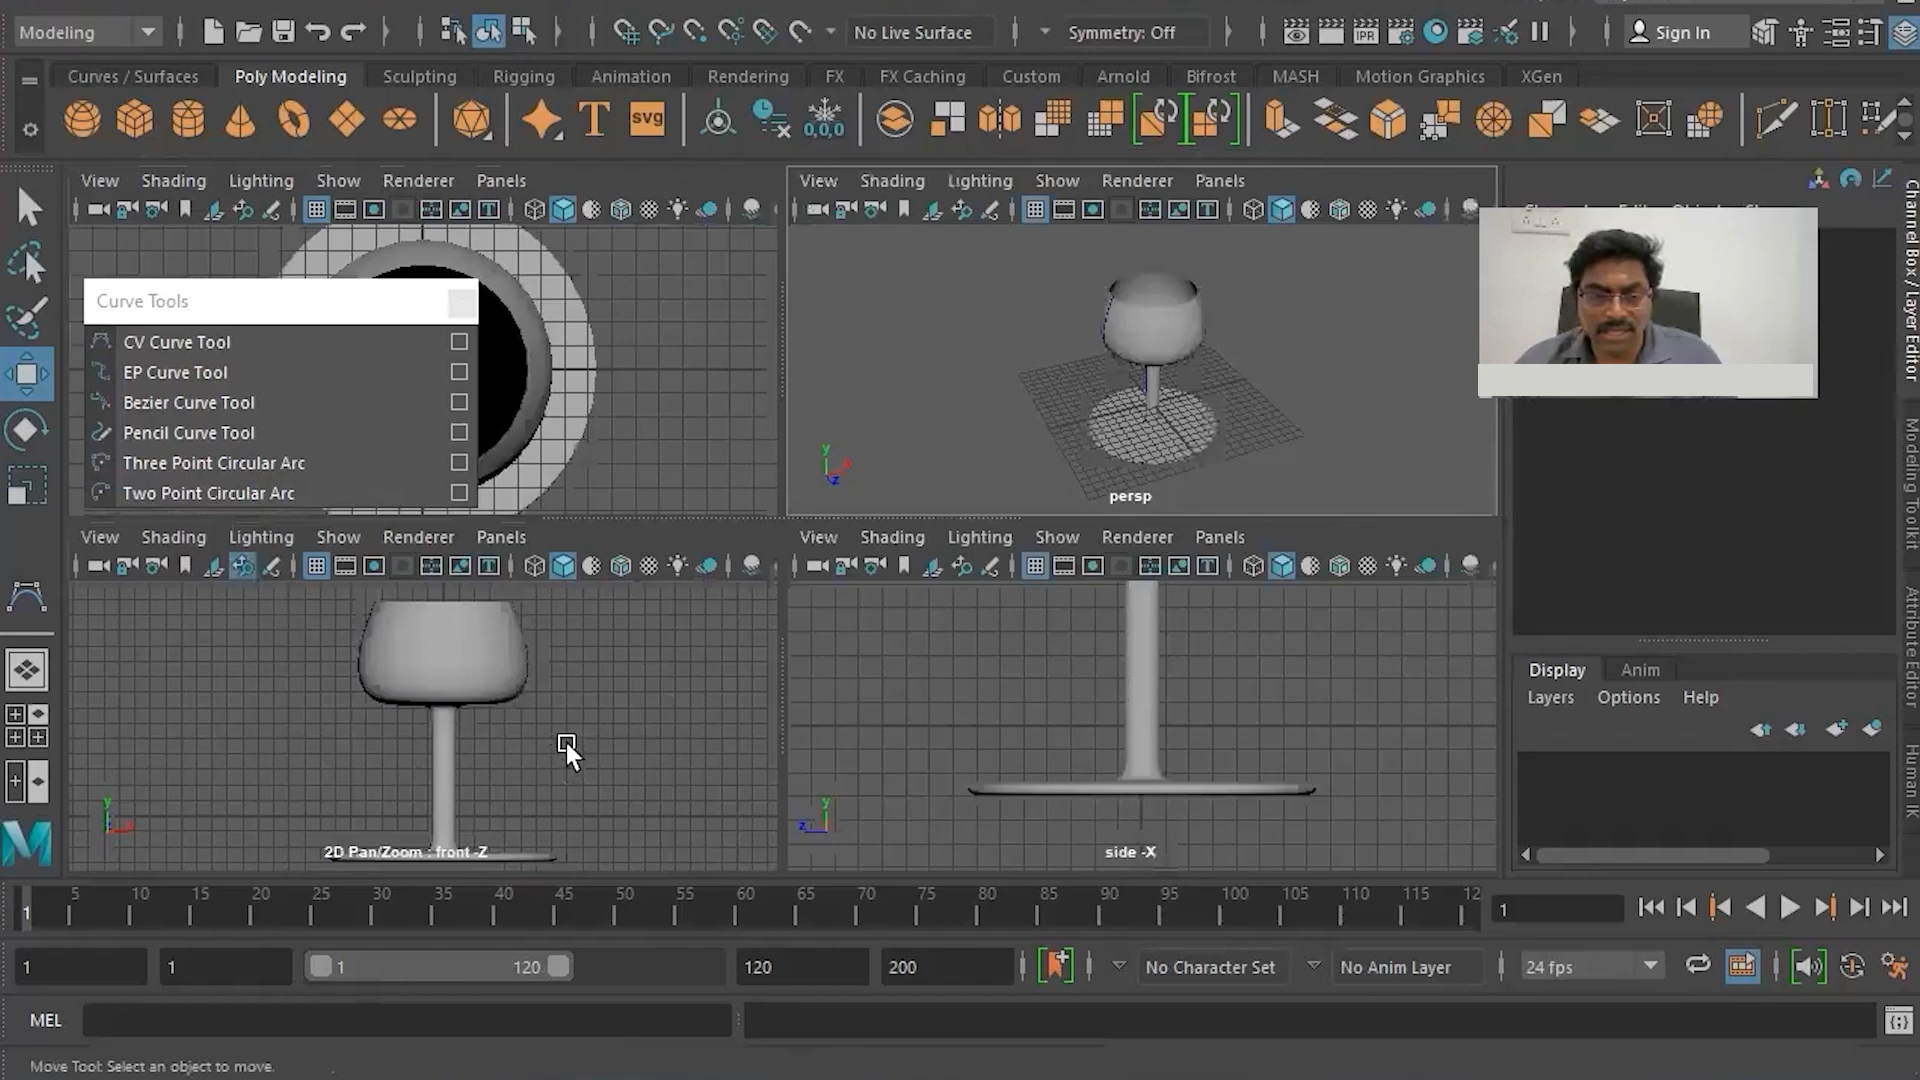 Modeling
No Live Surface
Symmetry: Off
Sign In
Curves / Surfaces
Poly Modeling
Sculpting
Rigging
Animation
Rendering
FX
FX Caching
Custom
Arnold
Bifrost
MASH
Motion Graphics
XGen
IPR
T
svg
0,0,0
View Shading Lighting Show Renderer Panels
View Shading Lighting Show Renderer Panels
Curve Tools
CV Curve Tool
EP Curve Tool
Bezier Curve Tool
Pencil Curve Tool
Three Point Circular Arc
Two Point Circular Arc
y
z
persp
Channel Box / Layer Editor
Modeling Toolkit
Attribute Editor
Human IK
View Shading Lighting Show Renderer Panels
View Shading Lighting Show Renderer Panels
y
2D Pan/Zoom : front -Z
y
z
side -X
Display
Anim
Layers
Options
Help
1 5 10 15 20 25 30 35 40 45 50 55 60 65 70 75 80 85 90 95 100 105 110 115 12
1
1
1
1
120
120
200
No Character Set
No Anim Layer
24 fps
MEL
M
Move Tool: Select an object to move.